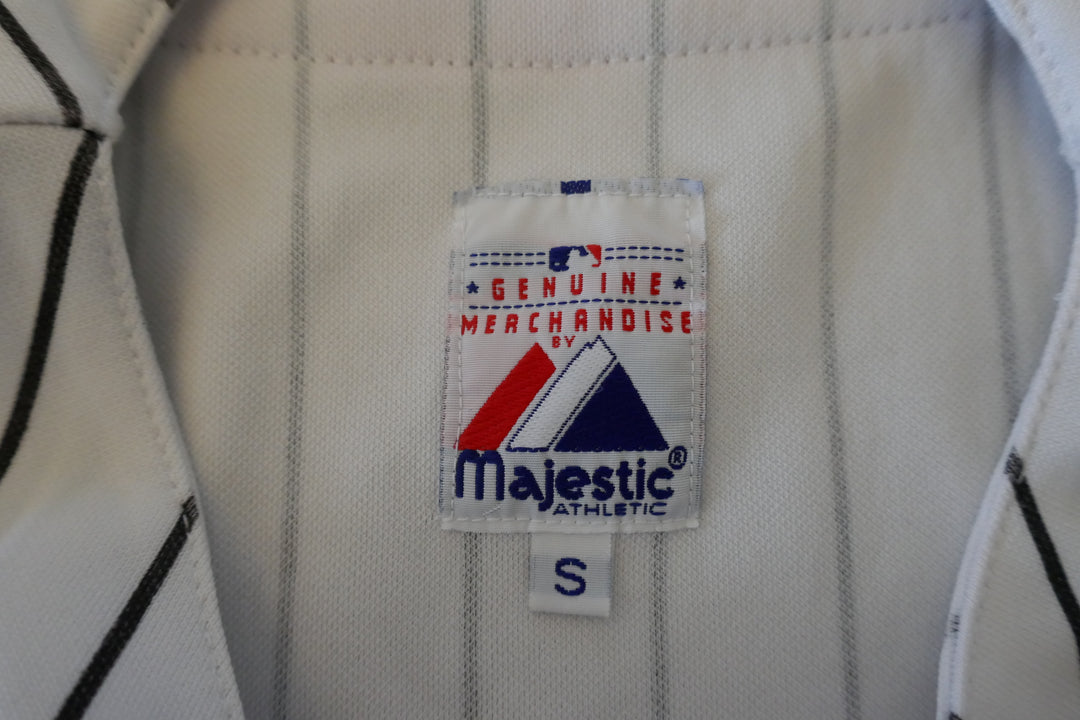 GENUINE
MERCHANDISE
BY
Majestic®
ATHLETIC
S